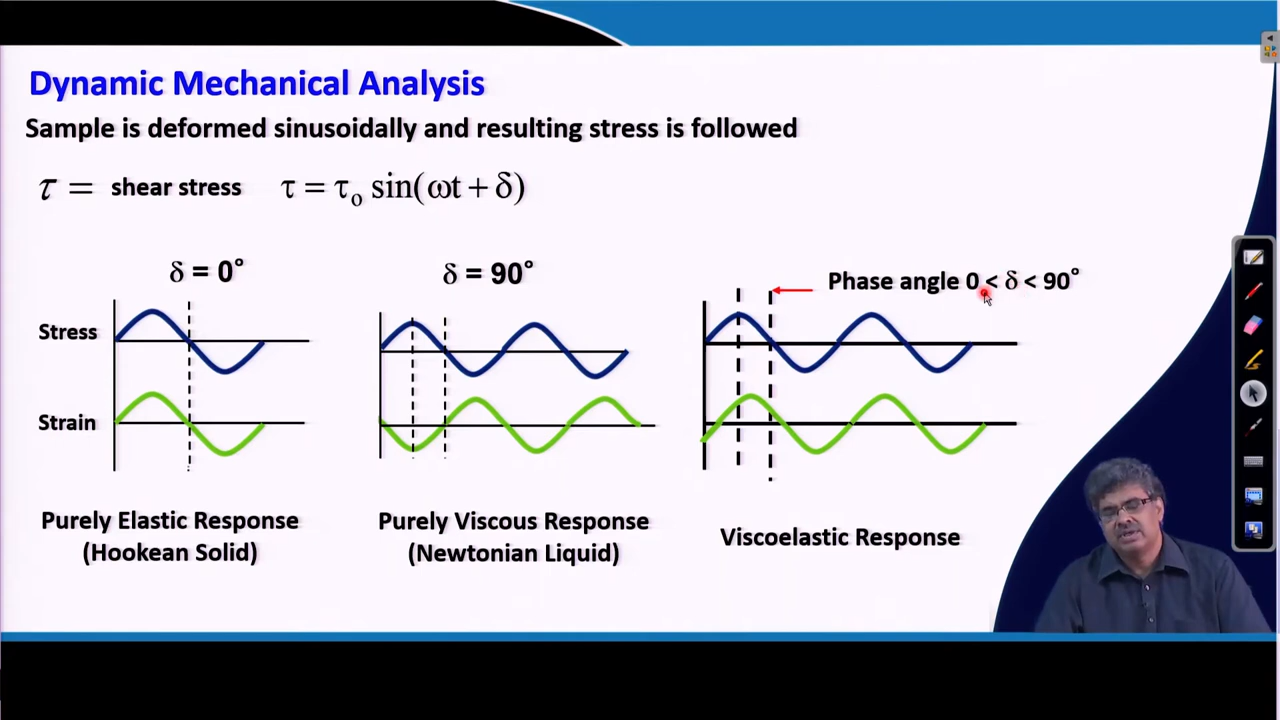 Dynamic Mechanical Analysis
Sample is deformed sinusoidally and resulting stress is followed
τ = shear stress τ = τo sin(ωt + δ)
δ = 0°
δ = 90°
Phase angle 0 < δ < 90°
Stress
Strain
Purely Elastic Response
(Hookean Solid)
Purely Viscous Response
(Newtonian Liquid)
Viscoelastic Response